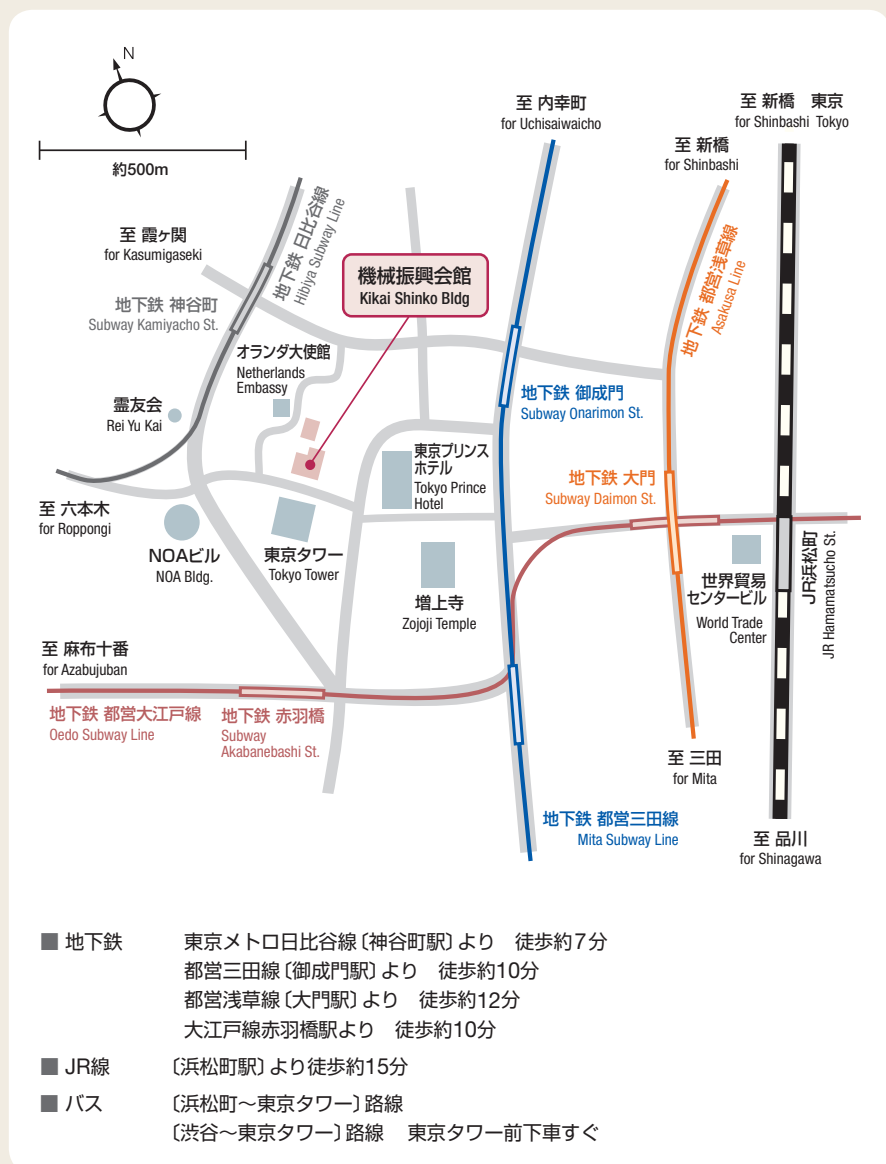 N
約500m
至 内幸町
for Uchisaiwaicho
至 新橋 東京
for Shinbashi Tokyo
至 新橋
for Shinbashi
至 霞ヶ関
for Kasumigaseki
地下鉄 日比谷線
Hibiya Subway Line
機械振興会館
Kikai Shinko Bldg
地下鉄 都営浅草線
Asakusa Line
地下鉄 神谷町
Subway Kamiyacho St.
オランダ大使館
Netherlands
Embassy
地下鉄 御成門
Subway Onarimon St.
霊友会
Rei Yu Kai
東京プリンス
ホテル
Tokyo Prince
Hotel
地下鉄 大門
Subway Daimon St.
至 六本木
for Roppongi
NOAビル
NOA Bldg.
東京タワー
Tokyo Tower
増上寺
Zojoji Temple
世界貿易
センタービル
World Trade
Center
JR浜松町
JR Hamamatsucho St.
至 麻布十番
for Azabujuban
地下鉄 都営大江戸線
Oedo Subway Line
地下鉄 赤羽橋
Subway
Akabanebashi St.
至 三田
for Mita
地下鉄 都営三田線
Mita Subway Line
至 品川
for Shinagawa
■ 地下鉄 東京メトロ日比谷線〔神谷町駅〕より 徒歩約7分
都営三田線〔御成門駅〕より 徒歩約10分
都営浅草線〔大門駅〕より 徒歩約12分
大江戸線赤羽橋駅より 徒歩約10分
■ JR線 〔浜松町駅〕より徒歩約15分
■ バス 〔浜松町～東京タワー〕路線
〔渋谷～東京タワー〕路線 東京タワー前下車すぐ